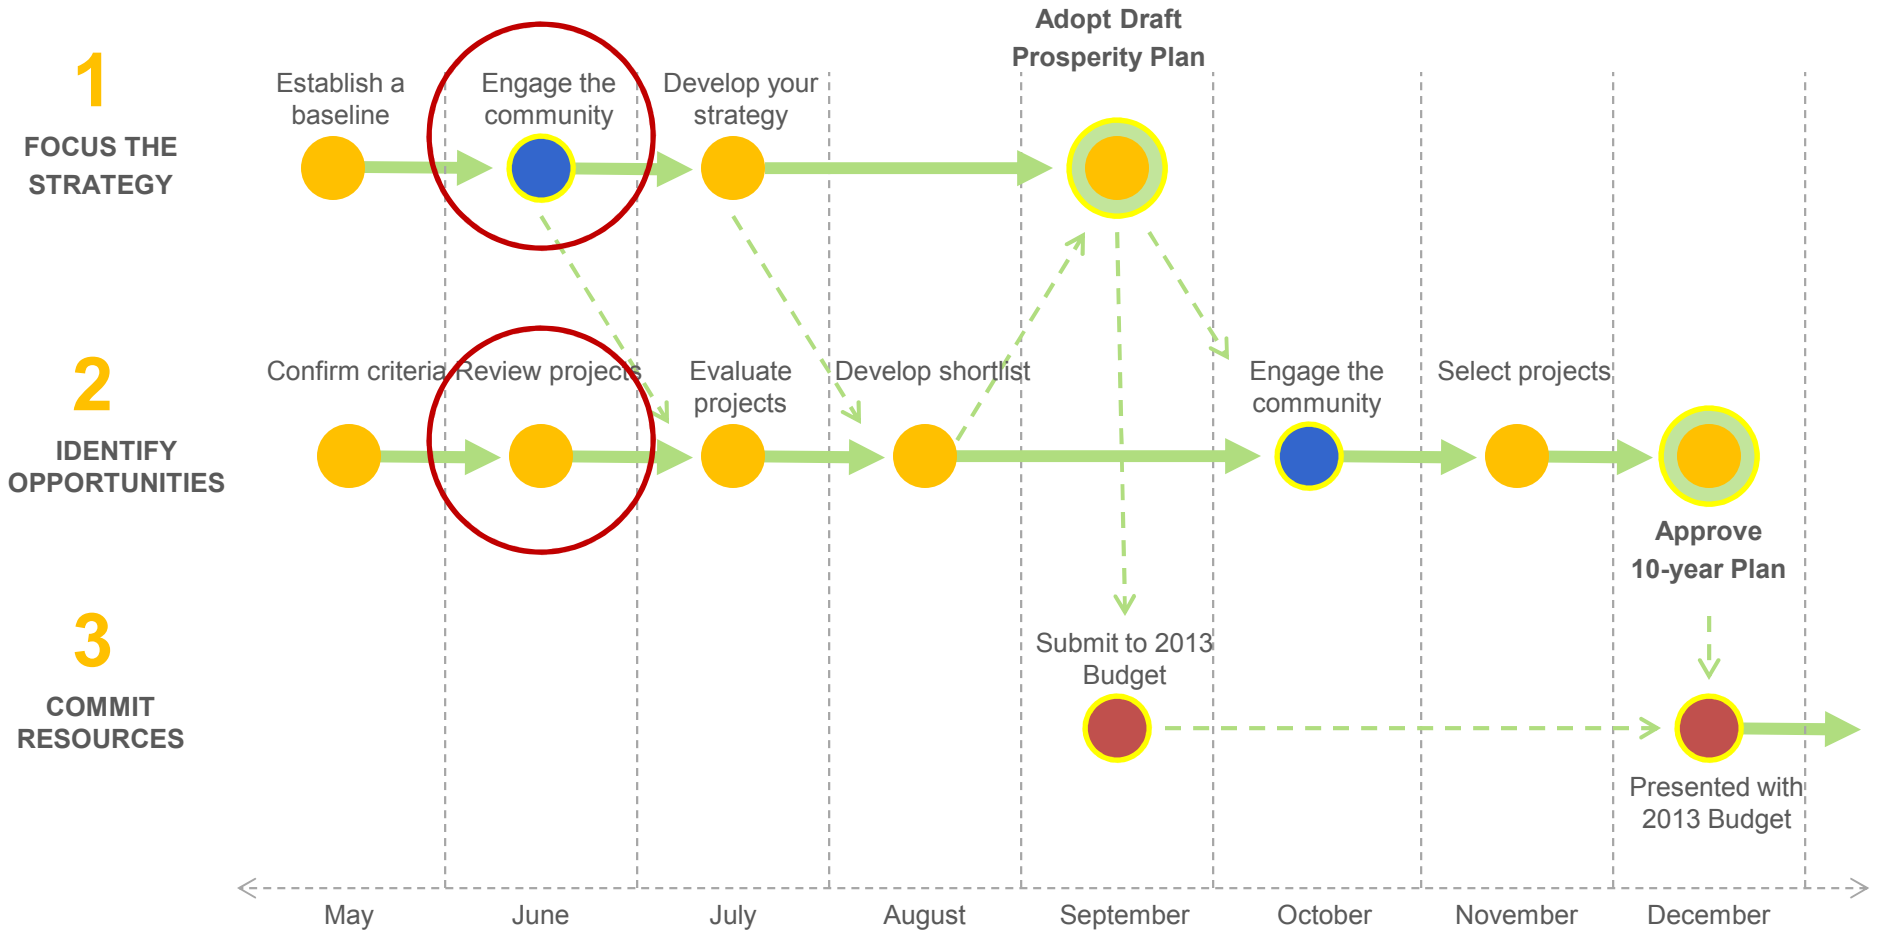 Adopt Draft
Prosperity Plan
1
FOCUS THE
STRATEGY
Establish a
baseline
Engage the
community
Develop your
strategy
2
IDENTIFY
OPPORTUNITIES
Confirm criteria
Review projects
Evaluate
projects
Develop shortlist
Engage the
community
Select projects
Approve
10-year Plan
3
COMMIT
RESOURCES
Submit to 2013
Budget
Presented with
2013 Budget
May
June
July
August
September
October
November
December